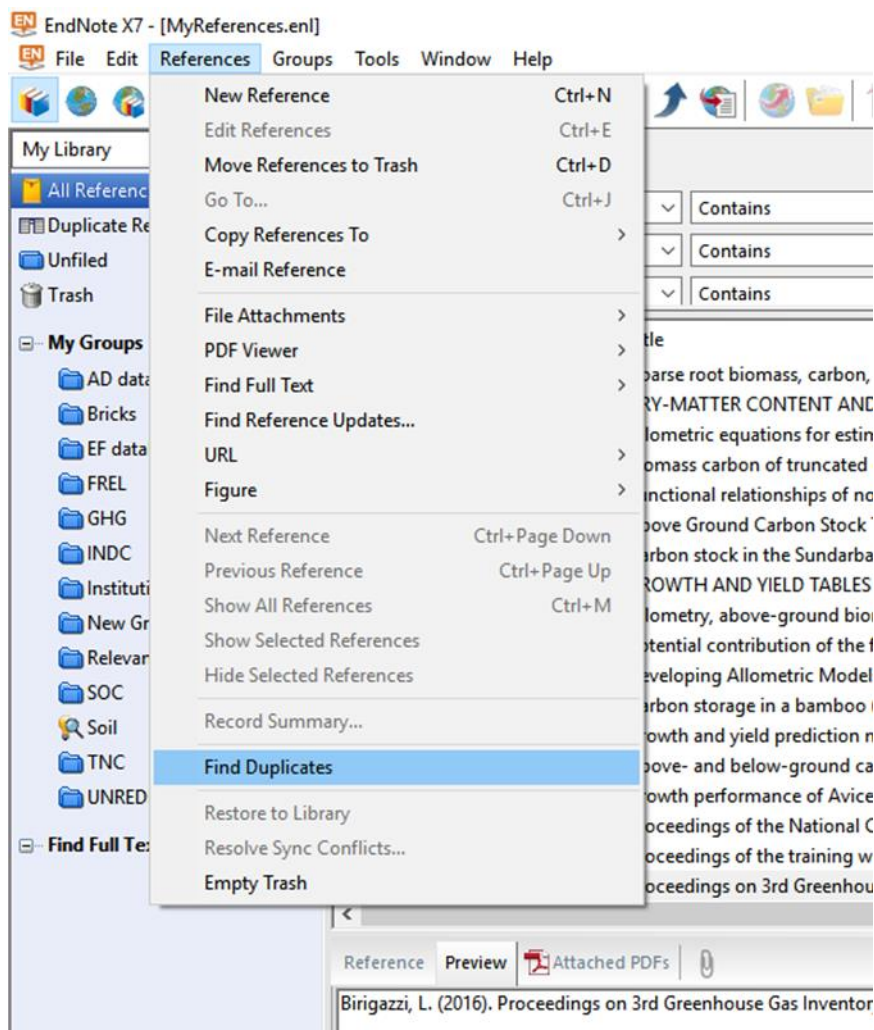 EndNote X7 - [MyReferences.enl]
File Edit References Groups Tools Window Help
My Library
All Referenc
Duplicate Re
Unfiled
Trash
My Groups
AD data
Bricks
EF data
FREL
GHG
INDC
Instituti
New Gr
Relevan
SOC
Soil
TNC
UNRED
Find Full Te
New Reference Ctrl+N
Edit References Ctrl+E
Move References to Trash Ctrl+D
Go To... Ctrl+J
Copy References To
E-mail Reference
File Attachments
PDF Viewer
Find Full Text
Find Reference Updates...
URL
Figure
Next Reference Ctrl+Page Down
Previous Reference Ctrl+Page Up
Show All References Ctrl+M
Show Selected References
Hide Selected References
Record Summary...
Find Duplicates
Restore to Library
Resolve Sync Conflicts...
Empty Trash
Contains
Contains
Contains
tle
parse root biomass, carbon,
RY-MATTER CONTENT AND
lometric equations for estim
omass carbon of truncated
unctional relationships of no
bove Ground Carbon Stock
arbon stock in the Sundarba
ROWTH AND YIELD TABLES
lometry, above-ground bior
otential contribution of the f
eveloping Allometric Model
arbon storage in a bamboo (
rowth and yield prediction n
bove- and below-ground ca
rowth performance of Avice
oceedings of the National C
oceedings of the training w
oceedings on 3rd Greenhou
Reference Preview Attached PDFs
Birigazzi, L. (2016). Proceedings on 3rd Greenhouse Gas Inventor